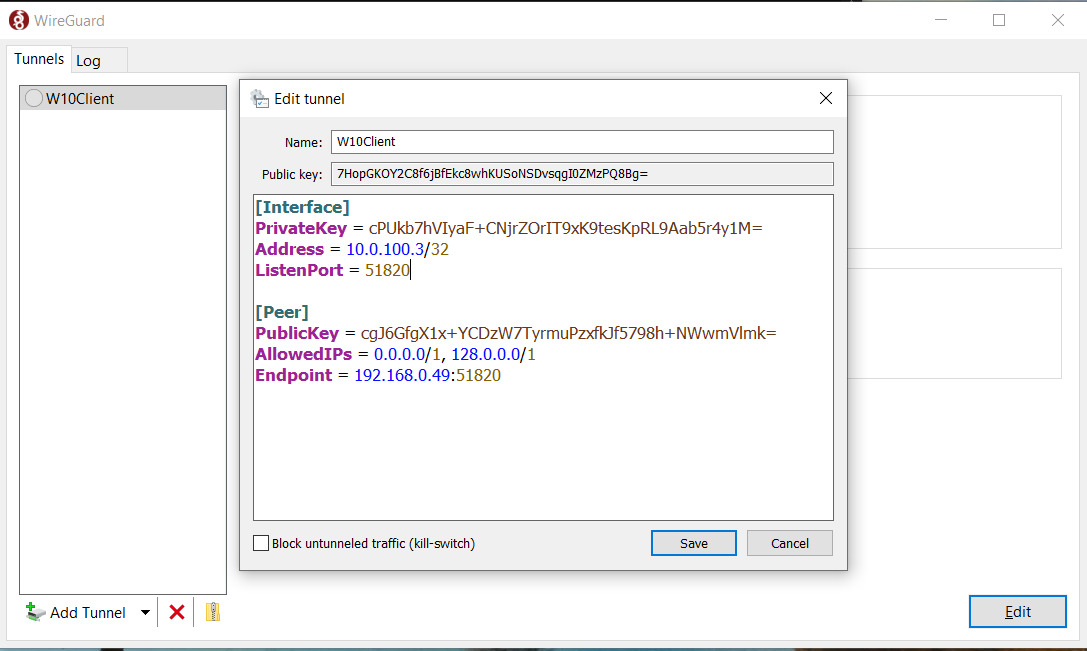 WireGuard
Tunnels
Log
W10Client
Edit tunnel
Name: W10Client
Public key: 7HopGKOY2C8f6jBfEkc8whKUSoNSDvsqgI0ZMzPQ8Bg=
[Interface]
PrivateKey = cPUkb7hVIyaF+CNjrZOrIT9xK9tesKpRL9Aab5r4y1M=
Address = 10.0.100.3/32
ListenPort = 51820
[Peer]
PublicKey = cgJ6GfgX1x+YCDzW7TyrmuPzxfkJf5798h+NWwmVlmk=
AllowedIPs = 0.0.0.0/1, 128.0.0.0/1
Endpoint = 192.168.0.49:51820
Block untunneled traffic (kill-switch)
Save
Cancel
Add Tunnel
Edit